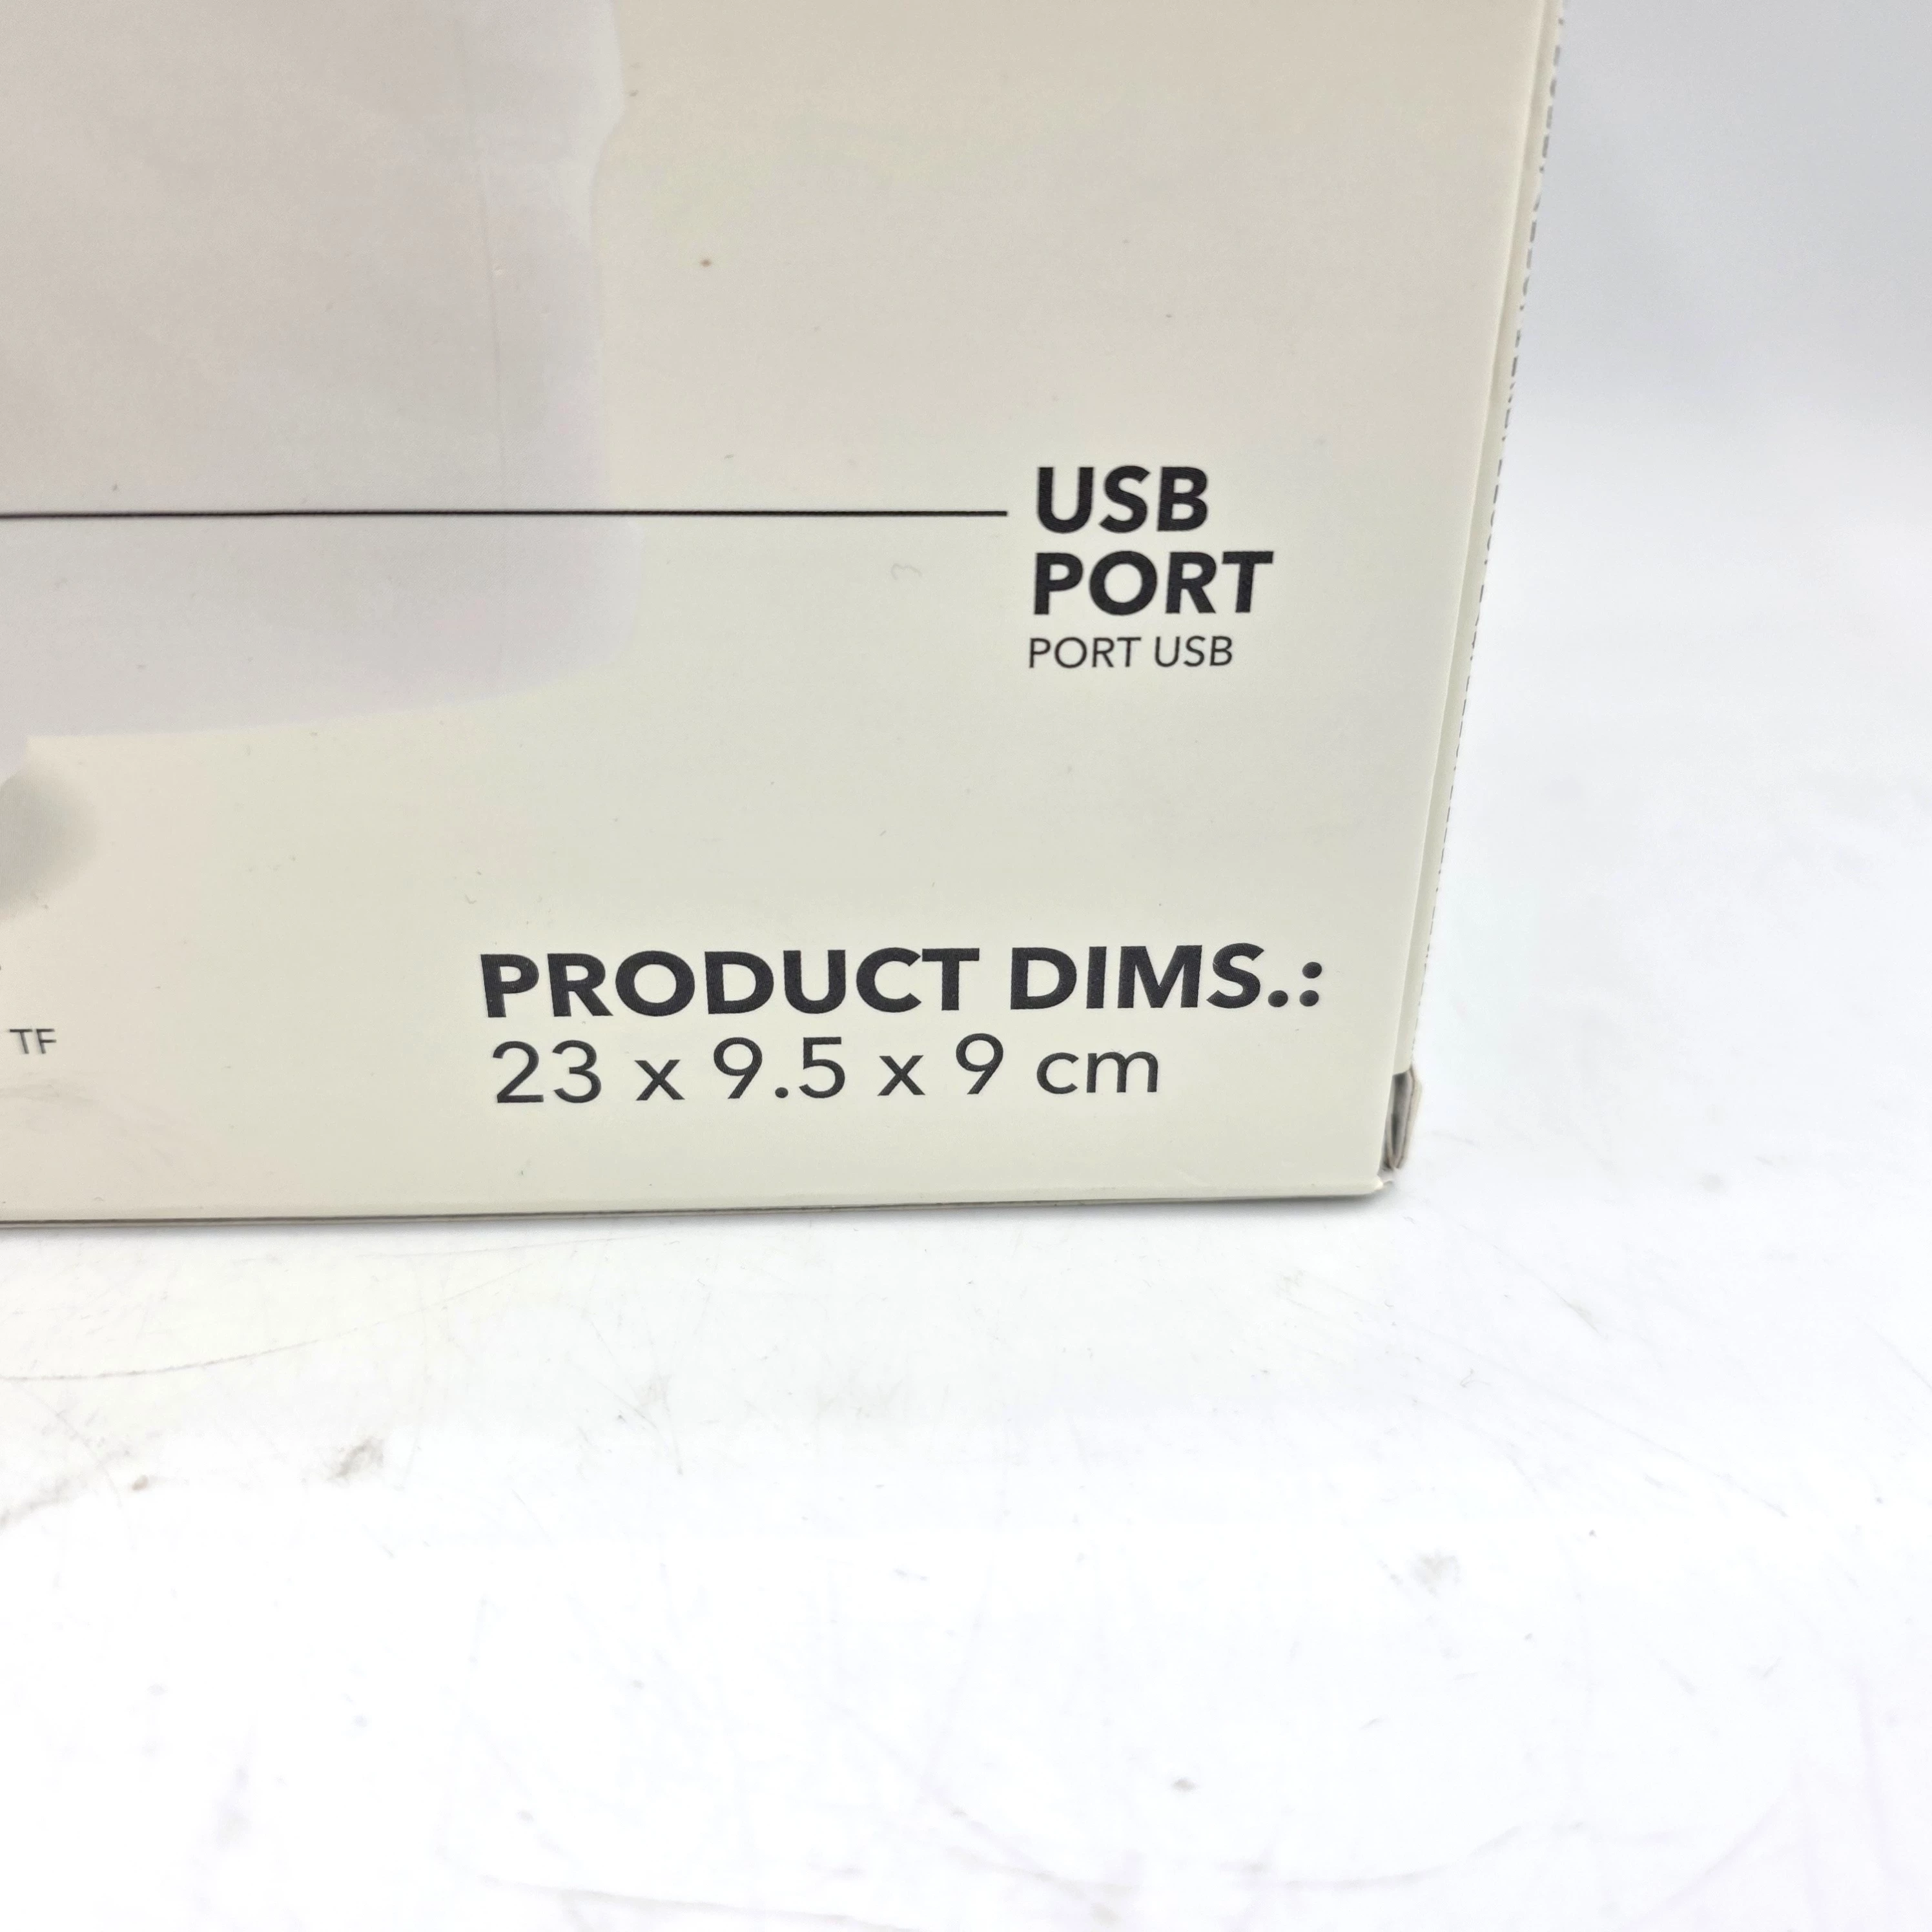 USB
PORT
PORT USB
TF
PRODUCT DIMS.:
23 x 9.5 x 9 cm